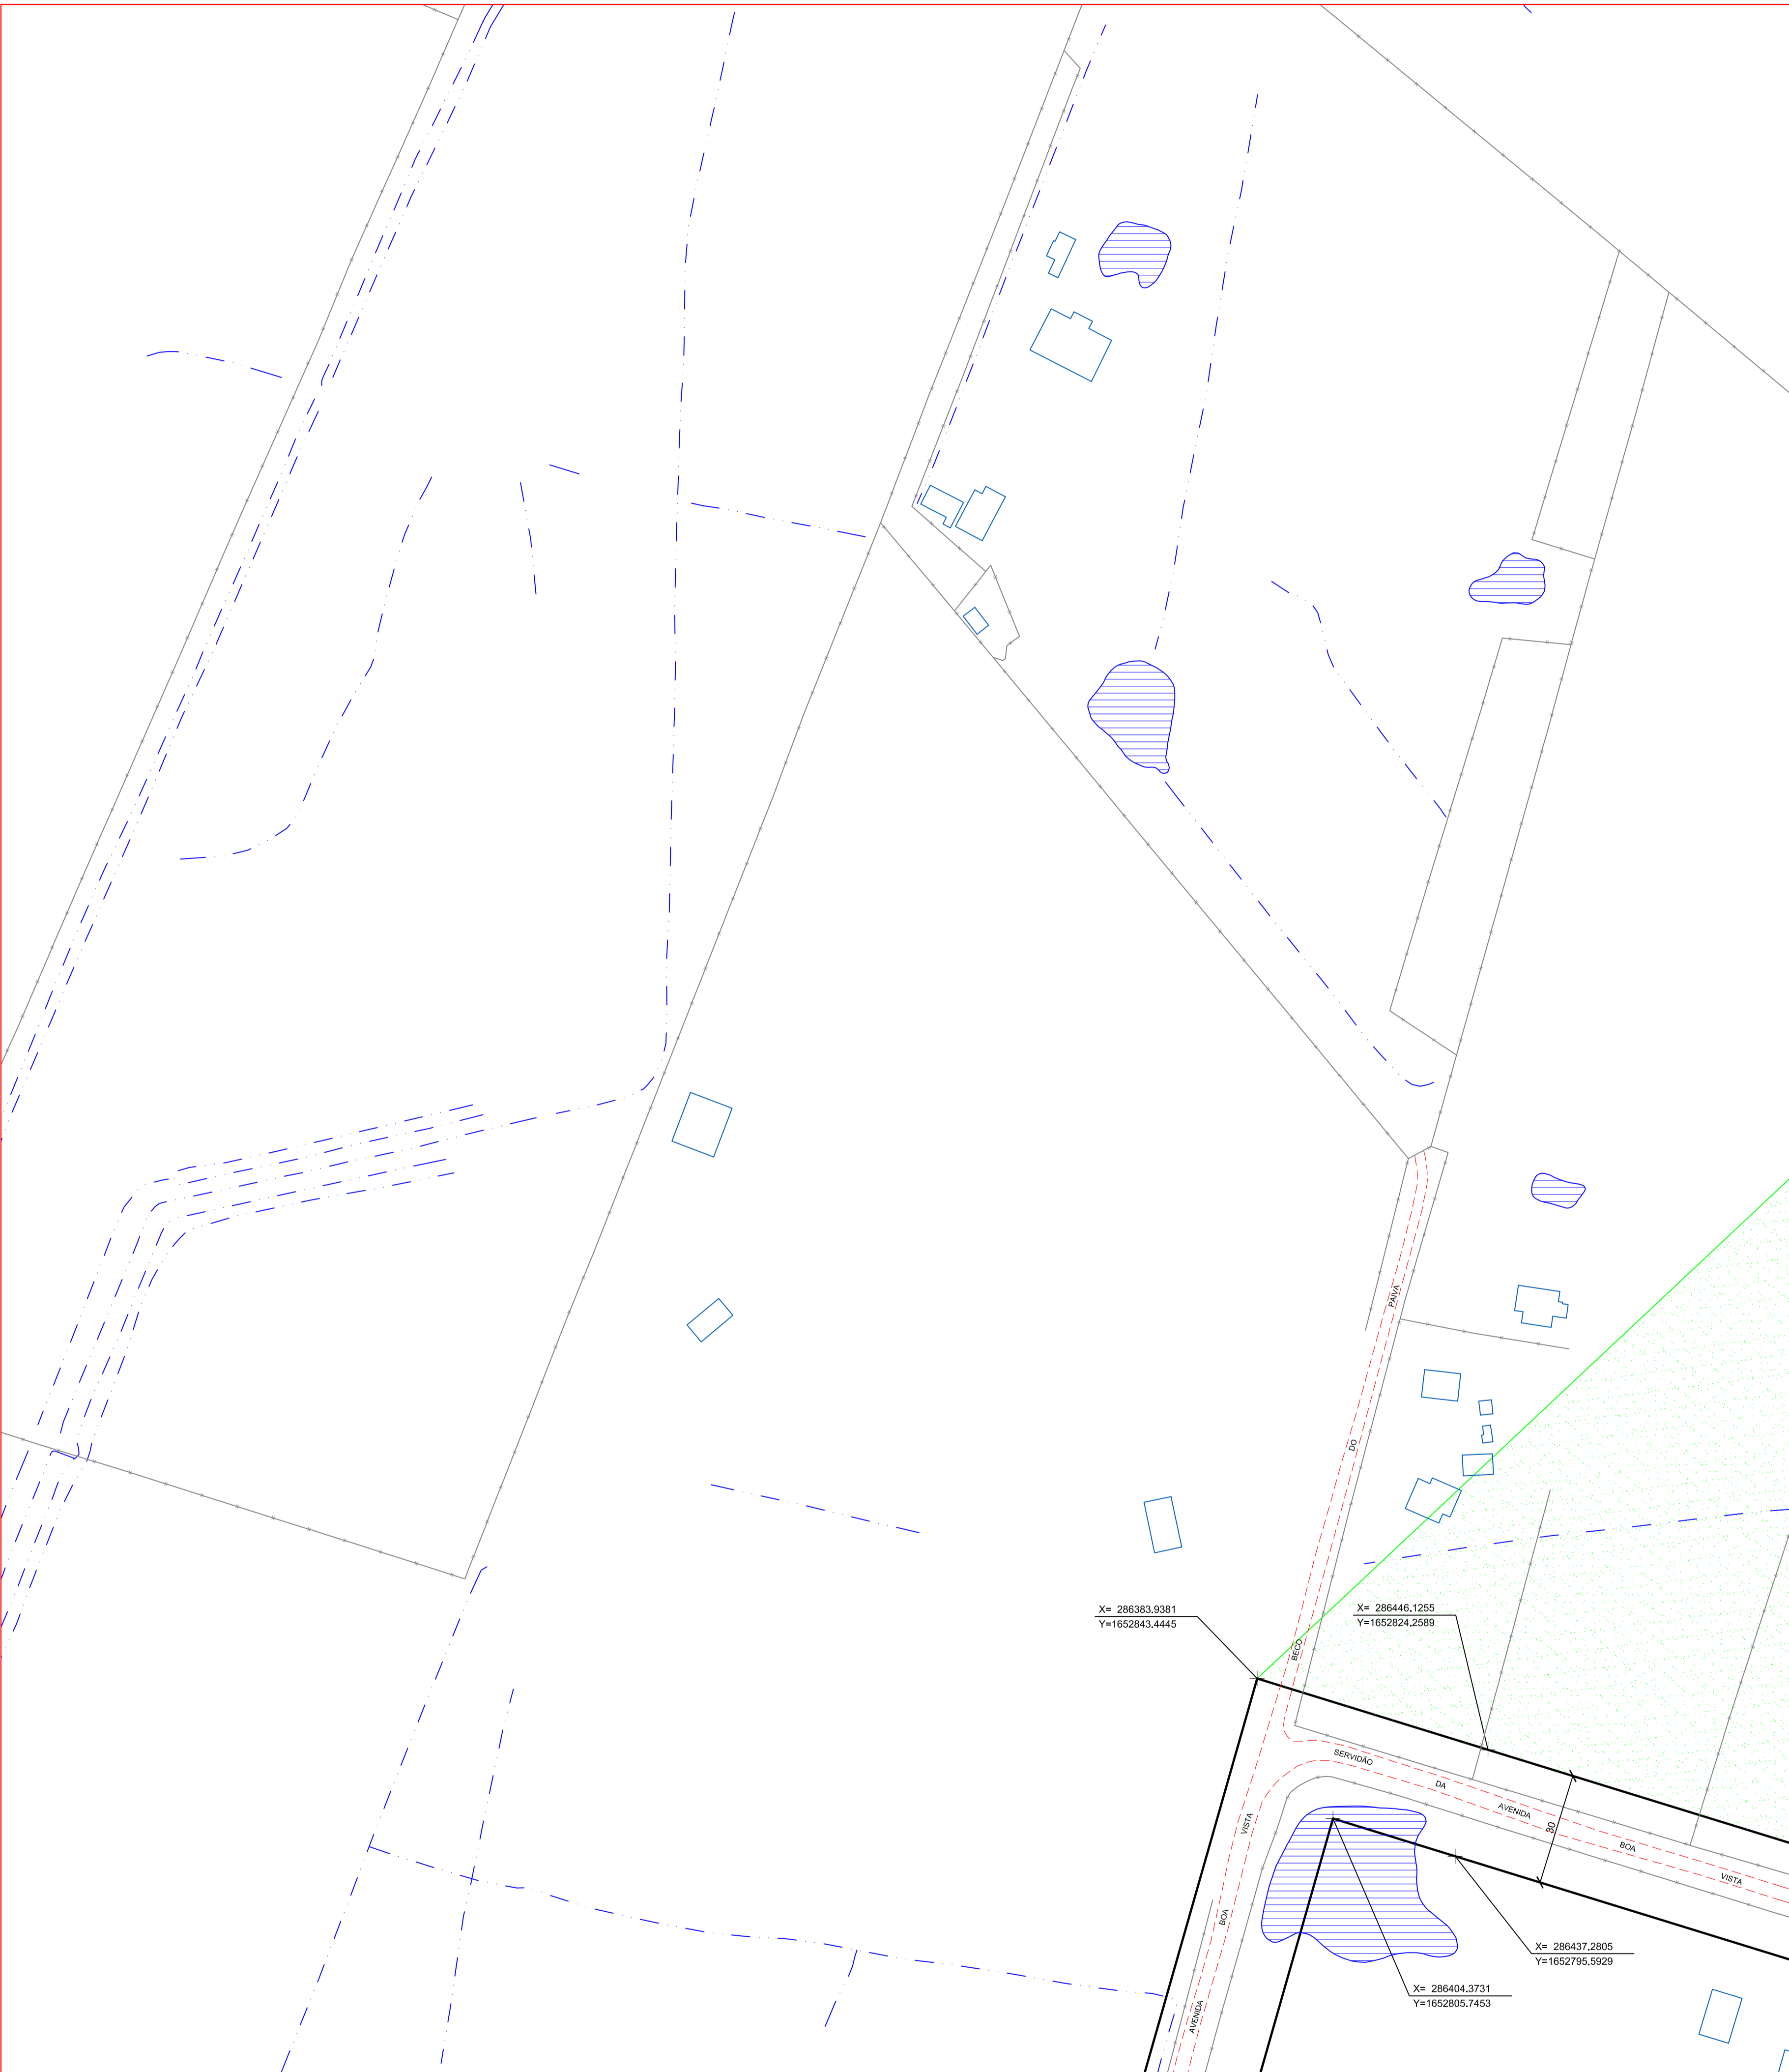 PAIVA
DO
BECO
X= 286383.9381
Y=1652843.4445
X= 286446.1255
Y=1652824.2589
SERVIDÃO
DA
AVENIDA
BOA
VISTA
30
VISTA
BOA
AVENIDA
X= 286437.2805
Y=1652795.5929
X= 286404.3731
Y=1652805.7453